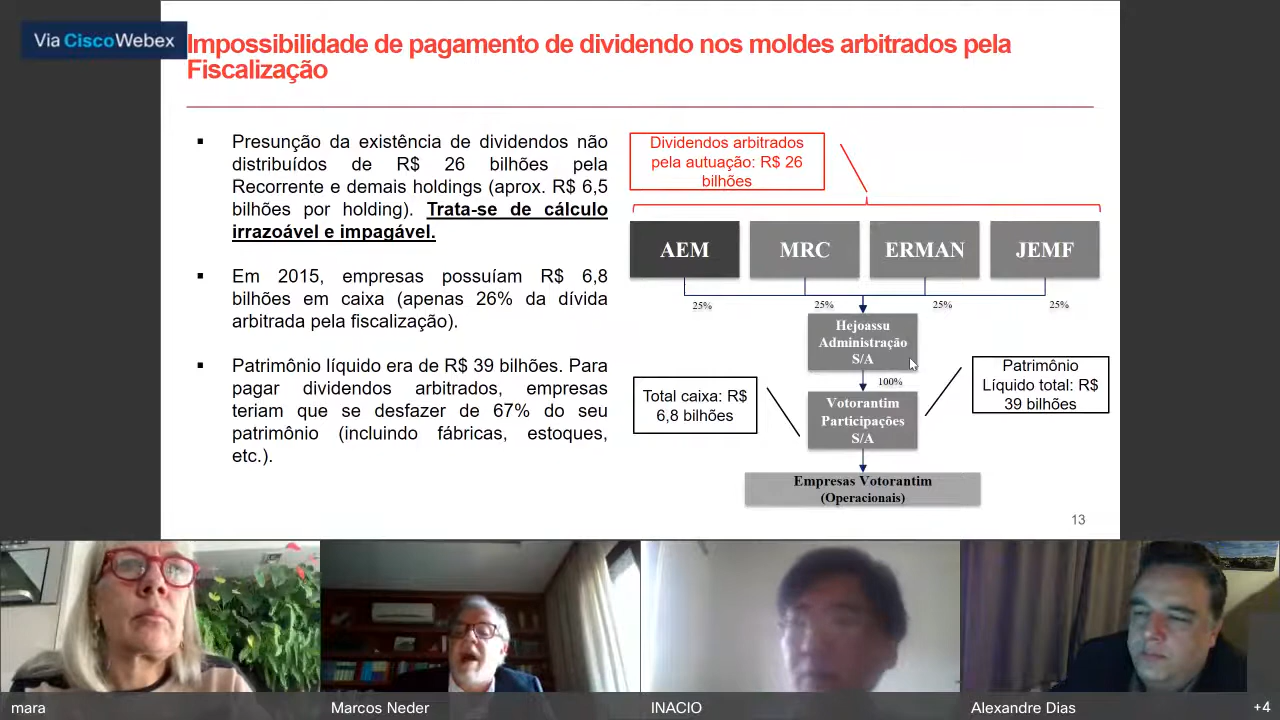 Via CiscoWebex
Impossibilidade de pagamento de dividendo nos moldes arbitrados pela
Fiscalização
▪ Presunção da existência de dividendos não
distribuídos de R$ 26 bilhões pela
Recorrente e demais holdings (aprox. R$ 6,5
bilhões por holding). Trata-se de cálculo
irrazoável e impagável.
▪ Em 2015, empresas possuíam R$ 6,8
bilhões em caixa (apenas 26% da dívida
arbitrada pela fiscalização).
▪ Patrimônio líquido era de R$ 39 bilhões. Para
pagar dividendos arbitrados, empresas
teriam que se desfazer de 67% do seu
patrimônio (incluindo fábricas, estoques,
etc.).
Dividendos arbitrados
pela autuação: R$ 26
bilhões
AEM MRC ERMAN JEMF
25% 25% 25% 25%
Hejoassu
Administração
S/A
100%
Total caixa: R$
6,8 bilhões
Patrimônio
Líquido total: R$
39 bilhões
Votorantim
Participações
S/A
Empresas Votorantim
(Operacionais)
13
mara
Marcos Neder
INACIO
Alexandre Dias
+4